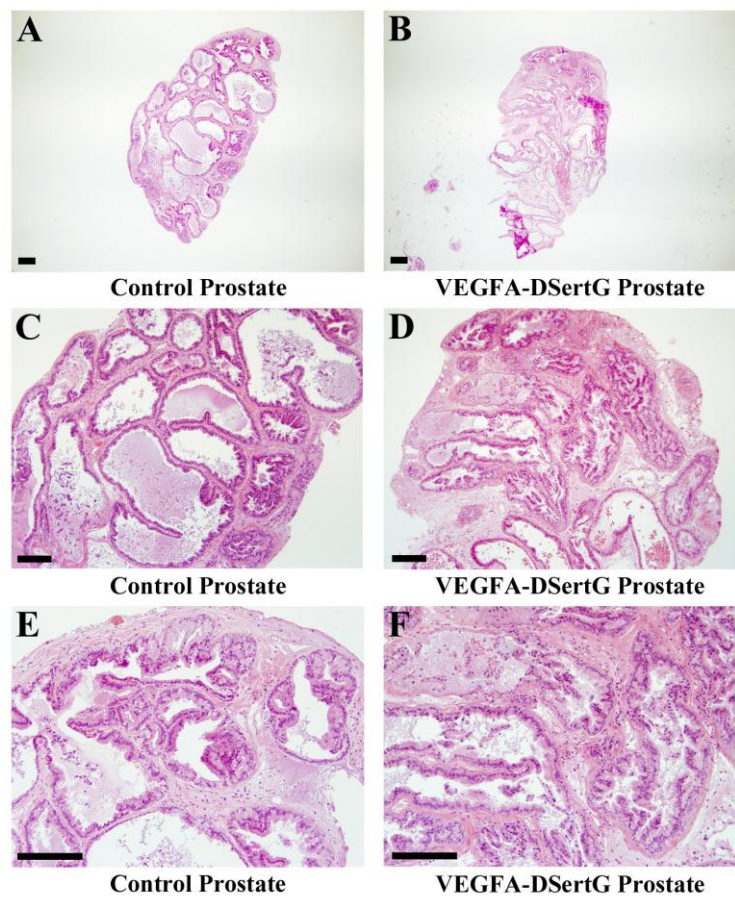 A
B
Control Prostate
VEGFA-DSertG Prostate
C
D
Control Prostate
VEGFA-DSertG Prostate
E
F
Control Prostate
VEGFA-DSertG Prostate